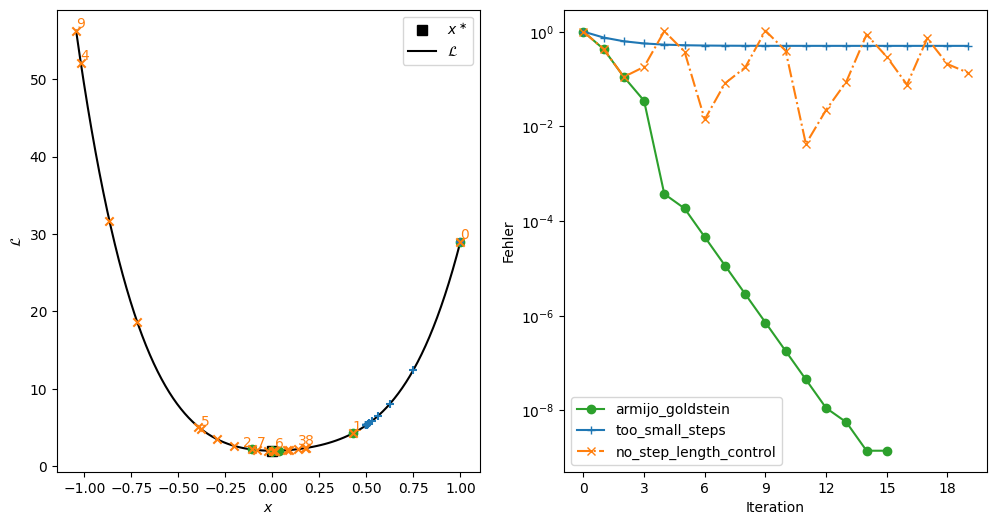 9
4
0
5
1
2 7 6 3 8
x*
ℒ
50
40
30
20
10
0
ℒ
−1.00 −0.75 −0.50 −0.25 0.00 0.25 0.50 0.75 1.00
x
10⁰
10⁻²
10⁻⁴
10⁻⁶
10⁻⁸
Fehler
armijo_goldstein
too_small_steps
no_step_length_control
0 3 6 9 12 15 18
Iteration